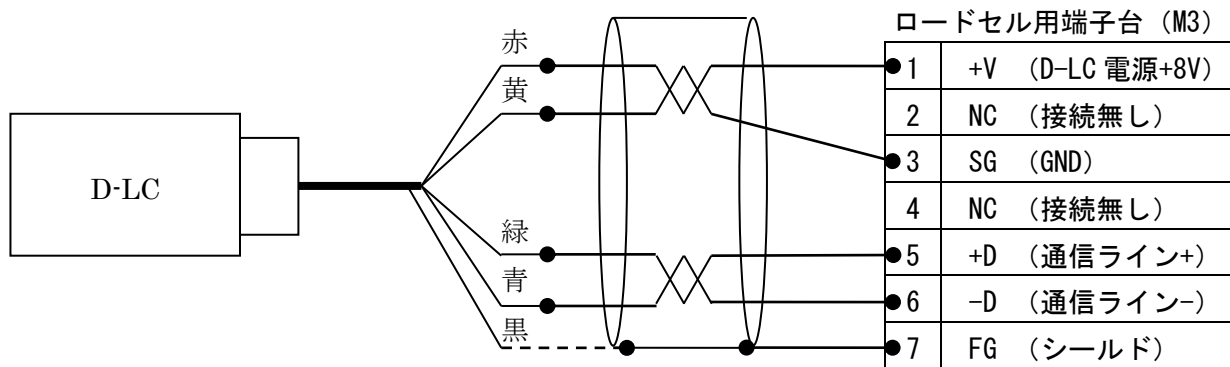 ロードセル用端子台（M3）
赤
黄
緑
青
黒
D-LC
1 +V （D-LC 電源+8V）
2 NC （接続無し）
3 SG （GND）
4 NC （接続無し）
5 +D （通信ライン+）
6 -D （通信ライン-）
7 FG （シールド）